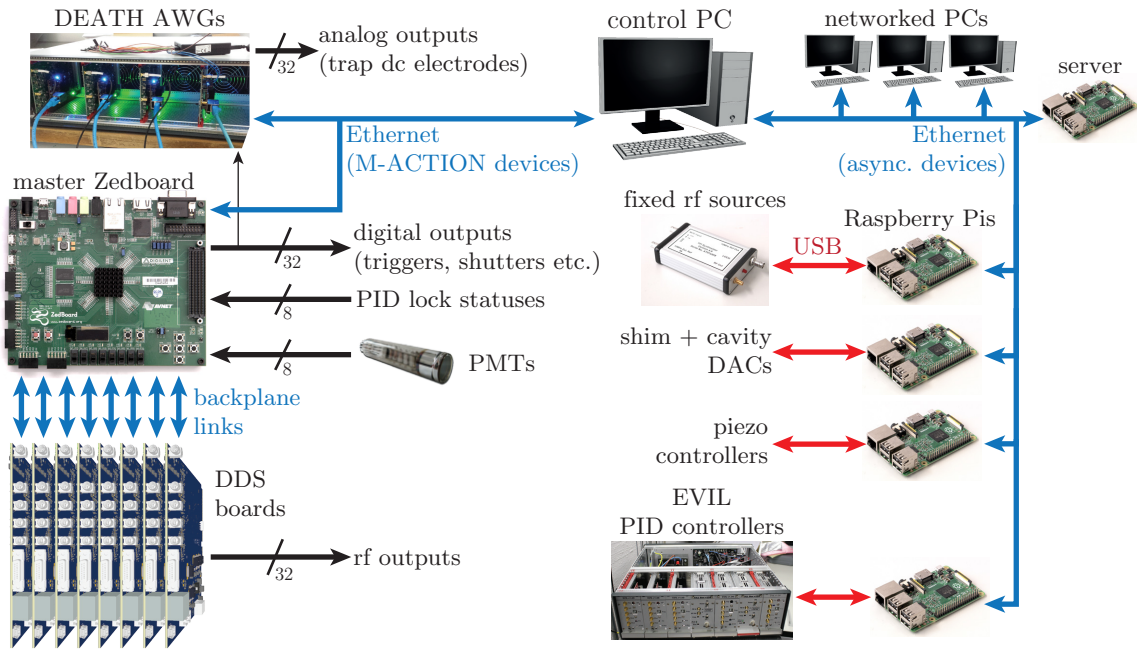 DEATH AWGs
analog outputs
(trap dc electrodes)
32
control PC
networked PCs
server
Ethernet
(M-ACTION devices)
Ethernet
(async. devices)
master Zedboard
digital outputs
(triggers, shutters etc.)
32
PID lock statuses
8
PMTs
8
backplane
links
DDS
boards
rf outputs
32
fixed rf sources
Raspberry Pis
USB
shim + cavity
DACs
piezo
controllers
EVIL
PID controllers
ZedBoard
AVNET